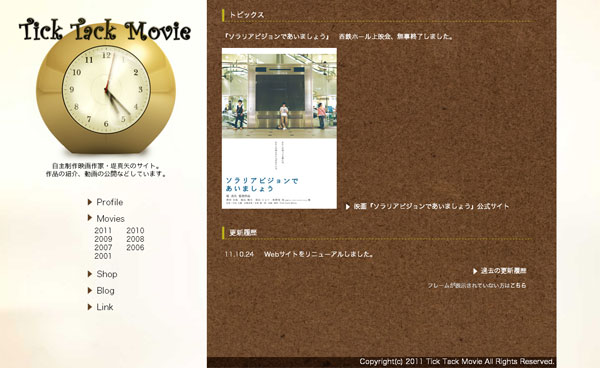 Tick Tack Movie
自主制作映画作家・堤真矢のサイト。
作品の紹介、動画の公開などしています。
Profile
Movies
2011 2010
2009 2008
2007 2006
2001
Shop
Blog
Link
トピックス
『ソラリアビジョンであいましょう』 西鉄ホール上映会、無事終了しました。
ソラリアビジョンで
あいましょう
映画『ソラリアビジョンであいましょう』公式サイト
更新履歴
11.10.24 Webサイトをリニューアルしました。
過去の更新履歴
フレームが表示されていない方はこちら
Copyright(c) 2011 Tick Tack Movie All Rights Reserved.